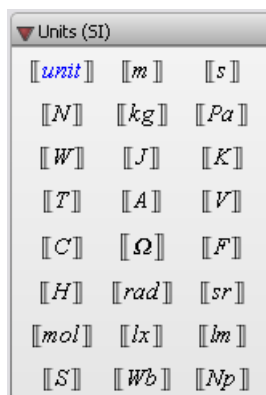 Units (SI)
⟦unit⟧ ⟦m⟧ ⟦s⟧
⟦N⟧ ⟦kg⟧ ⟦Pa⟧
⟦W⟧ ⟦J⟧ ⟦K⟧
⟦T⟧ ⟦A⟧ ⟦V⟧
⟦C⟧ ⟦Ω⟧ ⟦F⟧
⟦H⟧ ⟦rad⟧ ⟦sr⟧
⟦mol⟧ ⟦lx⟧ ⟦lm⟧
⟦S⟧ ⟦Wb⟧ ⟦Np⟧